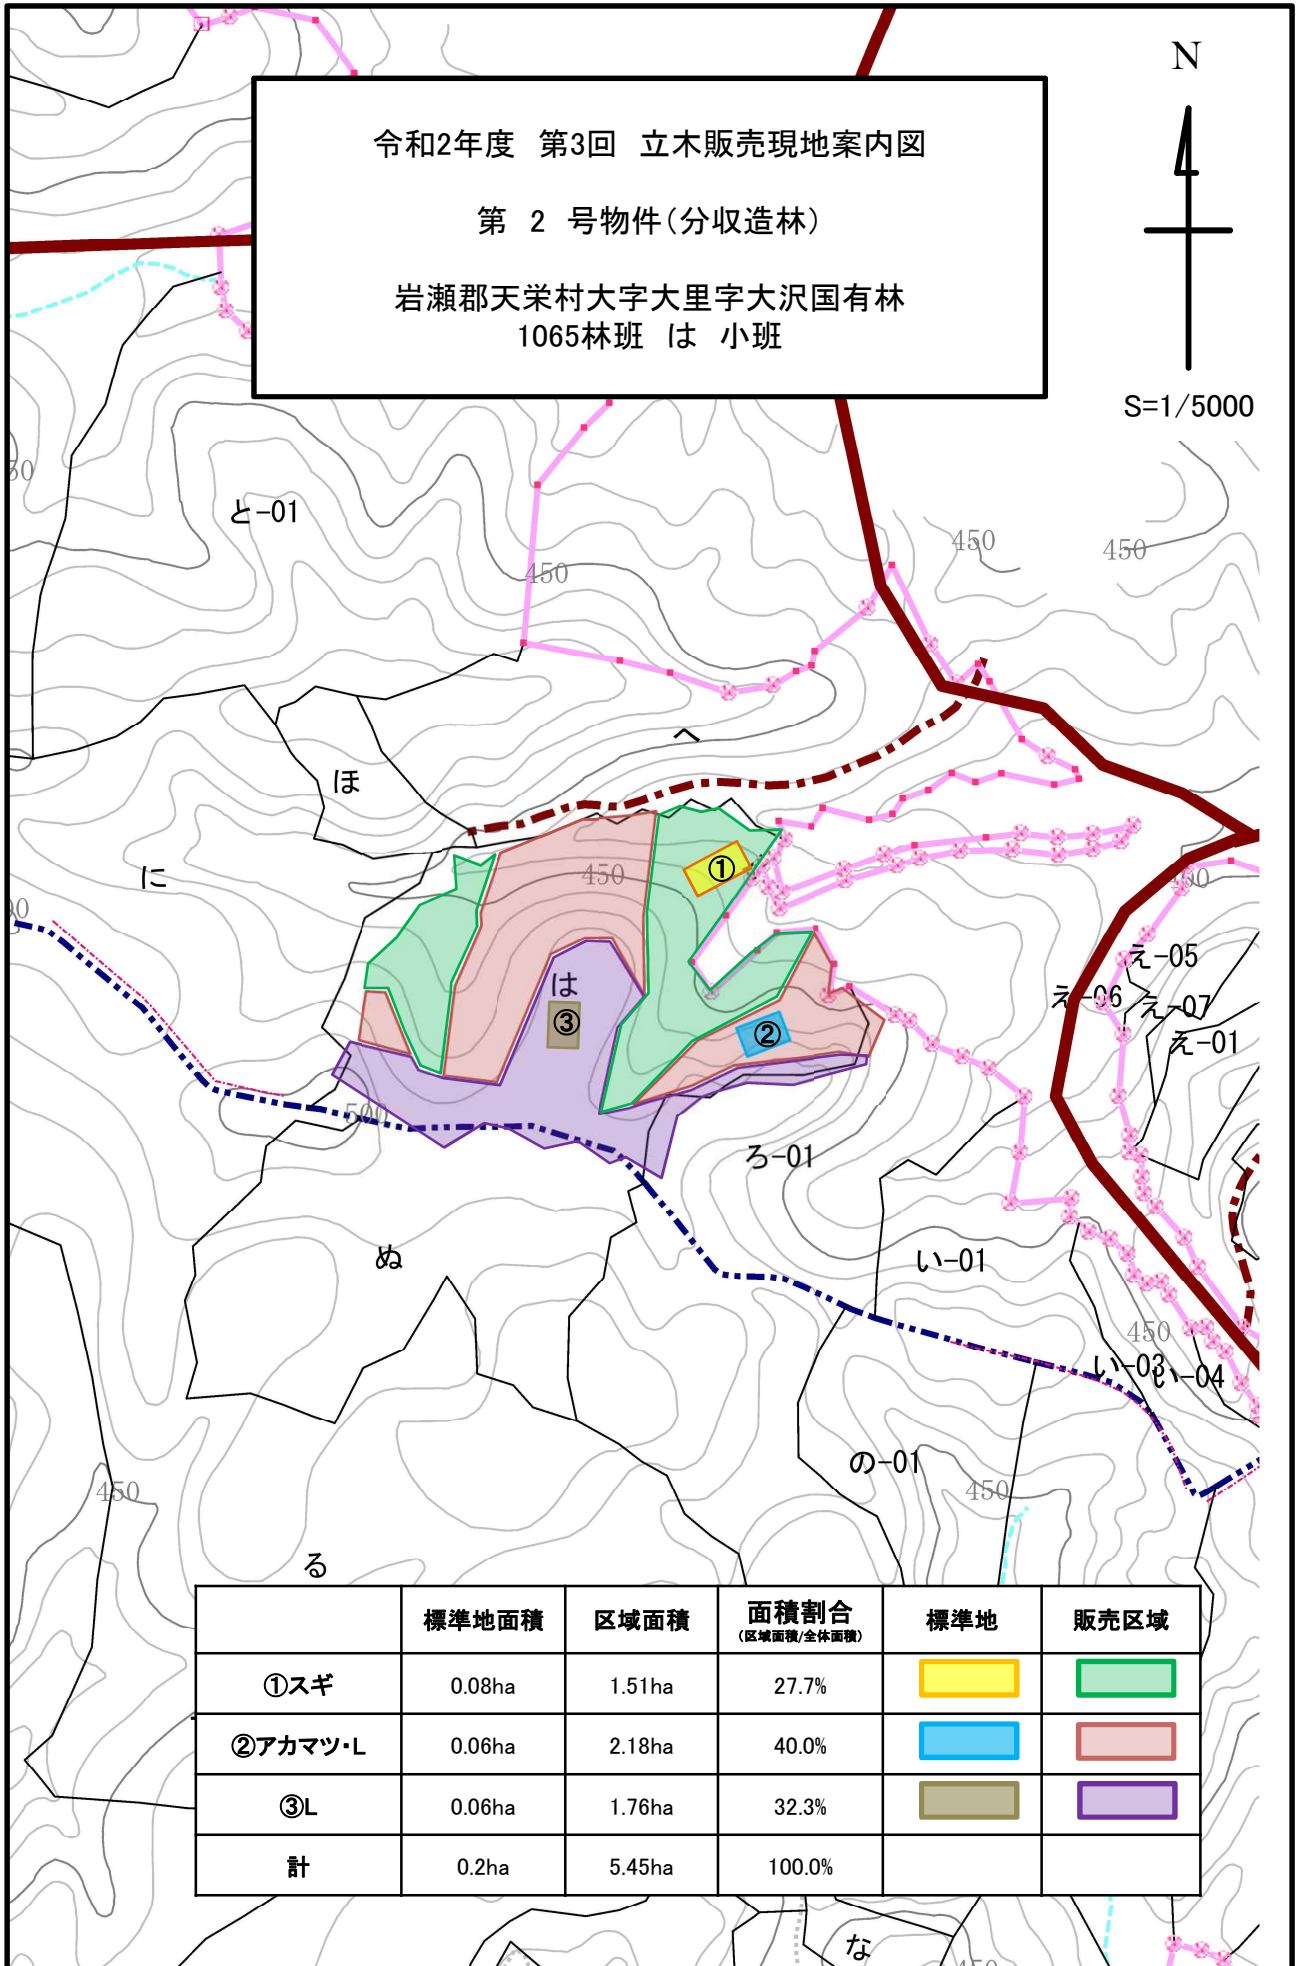 N
令和2年度 第3回 立木販売現地案内図
第 2 号物件(分収造林)
岩瀬郡天栄村大字大里字大沢国有林
1065林班 は 小班
S=1/5000
と-01
450
450
450
へ
ほ
に
450
①
は
③
②
え-05
え-06
え-07
え-01
500
ろ-01
ぬ
い-01
450
い-03
い-04
の-01
450
450
る
標準地面積 区域面積 面積割合 標準地 販売区域
(区域面積/全体面積)
①スギ 0.08ha 1.51ha 27.7%
②アカマツ・L 0.06ha 2.18ha 40.0%
③L 0.06ha 1.76ha 32.3%
計 0.2ha 5.45ha 100.0%
な